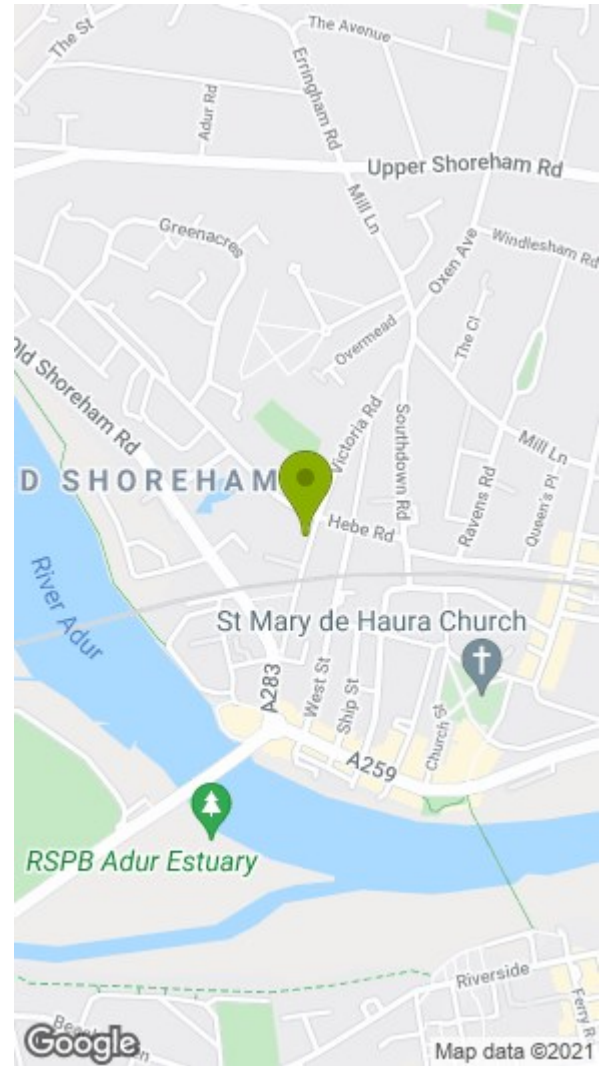 The St
The Avenue
Adur Rd
Erringham Rd
Upper Shoreham Rd
Mill Ln
Greenacres
Oxen Ave
Windlesham Rd
Overmead
The Cl
Old Shoreham Rd
Victoria Rd
Southdown Rd
Mill Ln
D SHOREHAM
Ravens Rd
Queen's Pl
Hebe Rd
River Adur
St Mary de Haura Church
A283
West St
Ship St
Church St
A259
RSPB Adur Estuary
Riverside
Ferry R
Google
Map data ©2021